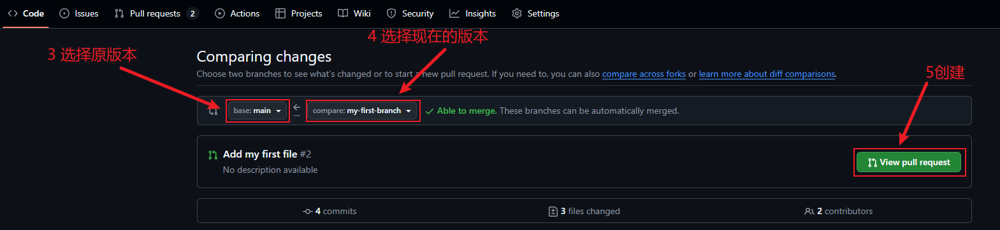 Code Issues Pull requests 2 Actions Projects Wiki Security Insights Settings
4 选择现在的版本
3 选择原版本
Comparing changes
5创建
Choose two branches to see what's changed or to start a new pull request. If you need to, you can also compare across forks or learn more about diff comparisons.
base: main ← ... compare: my-first-branch ✓ Able to merge. These branches can be automatically merged.
Add my first file #2
View pull request
No description available
4 commits 3 files changed 2 contributors